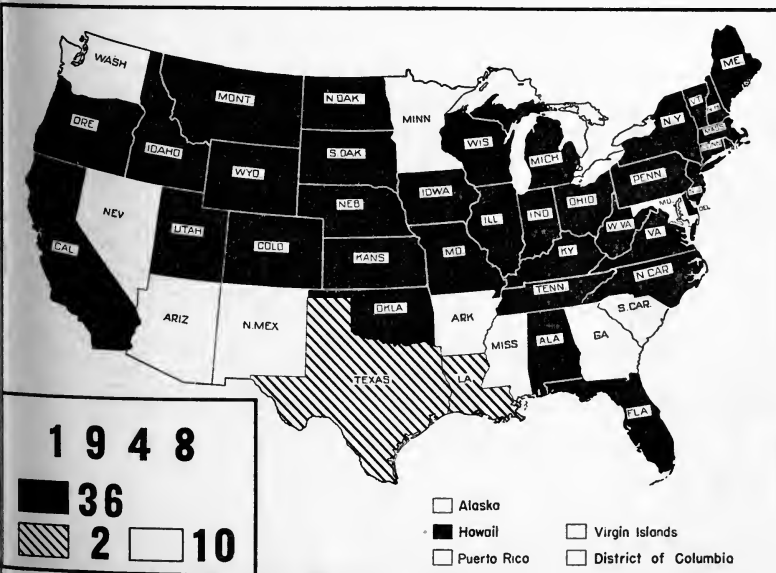 WASH
MONT.
N DAK
MINN
ME
VT
N.H.
ORE
IDAHO
S.DAK
WIS
MICH
N.Y
MASS
WYO.
NEB
IOWA
PENN.
NEV
UTAH
COLO
ILL
IND
OHIO
MD.
DEL
W VA
VA
CAL
KANS
MO
KY
N CAR
TENN.
ARIZ
N.MEX
OKLA
ARK
S.CAR.
MISS
ALA
GA
TEXAS
LA
FLA
1948
36
2 10
Alaska
Hawaii Virgin Islands
Puerto Rico District of Columbia